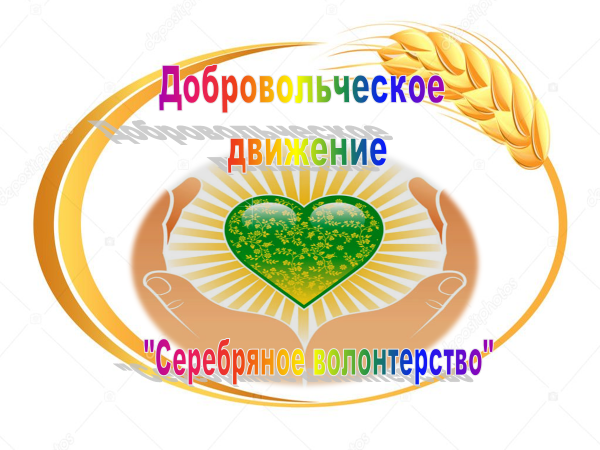 Добровольческое
движение
"Серебряное волонтерство"